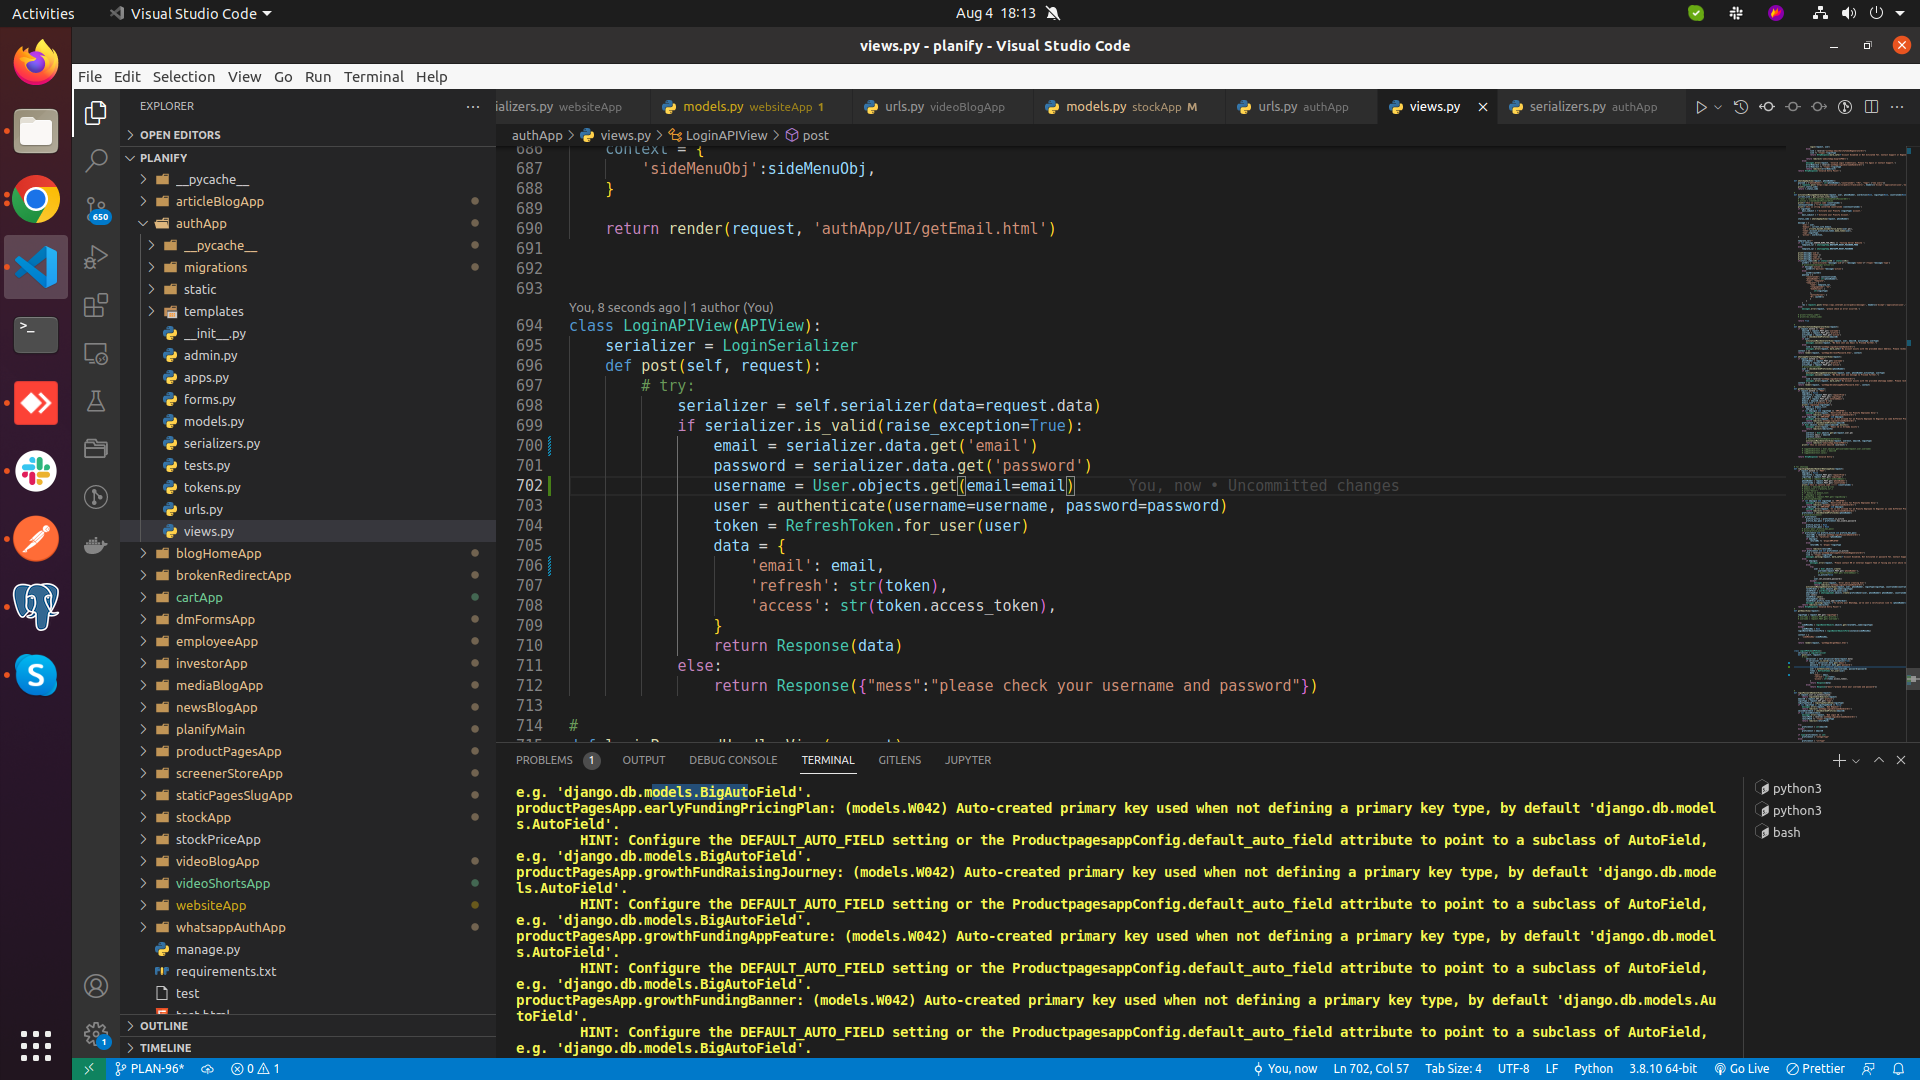 Activities
Visual Studio Code
Aug 4 18:13
views.py - planify - Visual Studio Code
File Edit Selection View Go Run Terminal Help
EXPLORER
OPEN EDITORS
PLANIFY
__pycache__
articleBlogApp
authApp
__pycache__
migrations
static
templates
__init__.py
admin.py
apps.py
forms.py
models.py
serializers.py
tests.py
tokens.py
urls.py
views.py
blogHomeApp
brokenRedirectApp
cartApp
dmFormsApp
employeeApp
investorApp
mediaBlogApp
newsBlogApp
planifyMain
productPagesApp
screenerStoreApp
staticPagesSlugApp
stockApp
stockPriceApp
videoBlogApp
videoShortsApp
websiteApp
whatsappAuthApp
manage.py
requirements.txt
test
OUTLINE
TIMELINE
650
1
ializers.py websiteApp
models.py websiteApp 1
urls.py videoBlogApp
models.py stockApp M
urls.py authApp
views.py
serializers.py authApp
authApp > views.py > LoginAPIView > post
686 context = {
687 'sideMenuObj':sideMenuObj,
688 }
689
690 return render(request, 'authApp/UI/getEmail.html')
691
692
693
You, 8 seconds ago | 1 author (You)
694 class LoginAPIView(APIView):
695 serializer = LoginSerializer
696 def post(self, request):
697 # try:
698 serializer = self.serializer(data=request.data)
699 if serializer.is_valid(raise_exception=True):
700 email = serializer.data.get('email')
701 password = serializer.data.get('password')
702 username = User.objects.get(email=email) You, now • Uncommitted changes
703 user = authenticate(username=username, password=password)
704 token = RefreshToken.for_user(user)
705 data = {
706 'email': email,
707 'refresh': str(token),
708 'access': str(token.access_token),
709 }
710 return Response(data)
711 else:
712 return Response({"mess":"please check your username and password"})
713
714 #
PROBLEMS 1 OUTPUT DEBUG CONSOLE TERMINAL GITLENS JUPYTER
e.g. 'django.db.models.BigAutoField'.
productPagesApp.earlyFundingPricingPlan: (models.W042) Auto-created primary key used when not defining a primary key type, by default 'django.db.model
s.AutoField'.
HINT: Configure the DEFAULT_AUTO_FIELD setting or the ProductpagesappConfig.default_auto_field attribute to point to a subclass of AutoField,
e.g. 'django.db.models.BigAutoField'.
productPagesApp.growthFundRaisingJourney: (models.W042) Auto-created primary key used when not defining a primary key type, by default 'django.db.mode
ls.AutoField'.
HINT: Configure the DEFAULT_AUTO_FIELD setting or the ProductpagesappConfig.default_auto_field attribute to point to a subclass of AutoField,
e.g. 'django.db.models.BigAutoField'.
productPagesApp.growthFundingAppFeature: (models.W042) Auto-created primary key used when not defining a primary key type, by default 'django.db.model
s.AutoField'.
HINT: Configure the DEFAULT_AUTO_FIELD setting or the ProductpagesappConfig.default_auto_field attribute to point to a subclass of AutoField,
e.g. 'django.db.models.BigAutoField'.
productPagesApp.growthFundingBanner: (models.W042) Auto-created primary key used when not defining a primary key type, by default 'django.db.models.Au
toField'.
HINT: Configure the DEFAULT_AUTO_FIELD setting or the ProductpagesappConfig.default_auto_field attribute to point to a subclass of AutoField,
e.g. 'django.db.models.BigAutoField'.
python3
python3
bash
PLAN-96* 0 1 You, now Ln 702, Col 57 Tab Size: 4 UTF-8 LF Python 3.8.10 64-bit Go Live Prettier